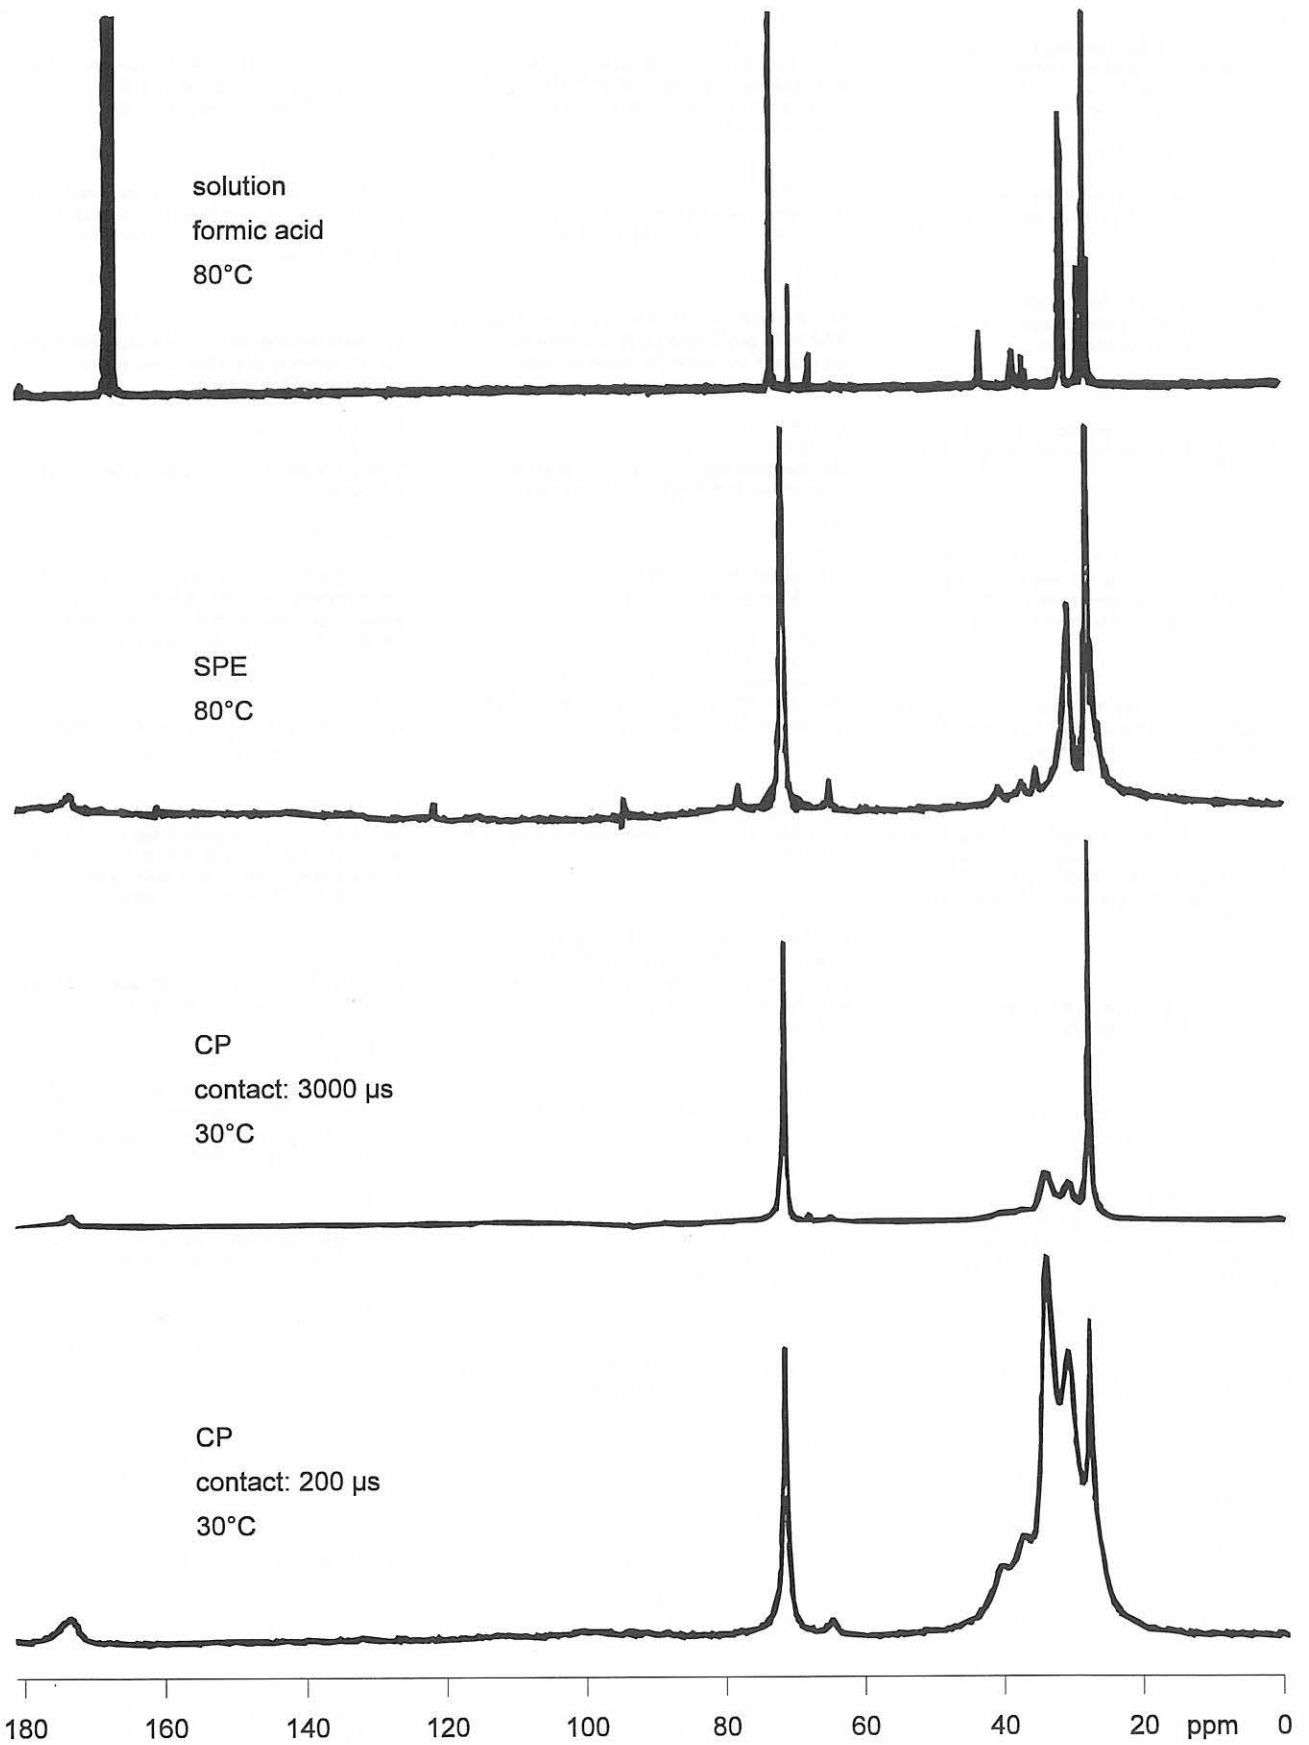 solution
formic acid
80°C
SPE
80°C
CP
contact: 3000 µs
30°C
CP
contact: 200 µs
30°C
180 160 140 120 100 80 60 40 20 ppm 0